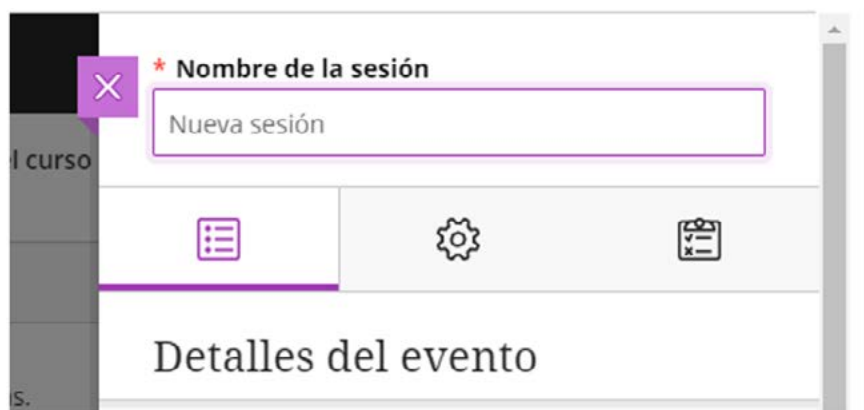 * Nombre de la sesión
Nueva sesión
l curso
Detalles del evento
s.